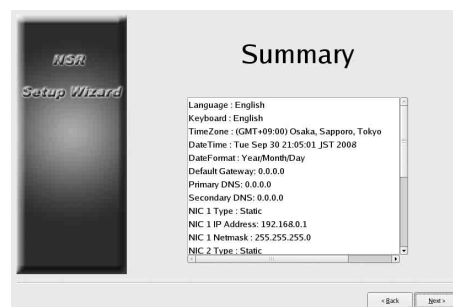 NSR
Setup Wizard
Summary
Language : English
Keyboard : English
TimeZone : (GMT+09:00) Osaka, Sapporo, Tokyo
DateTime : Tue Sep 30 21:05:01 JST 2008
DateFormat : Year/Month/Day
Default Gateway: 0.0.0.0
Primary DNS: 0.0.0.0
Secondary DNS: 0.0.0.0
NIC 1 Type : Static
NIC 1 IP Address: 192.168.0.1
NIC 1 Netmask : 255.255.255.0
NIC 2 Type : Static
< Back
Next >